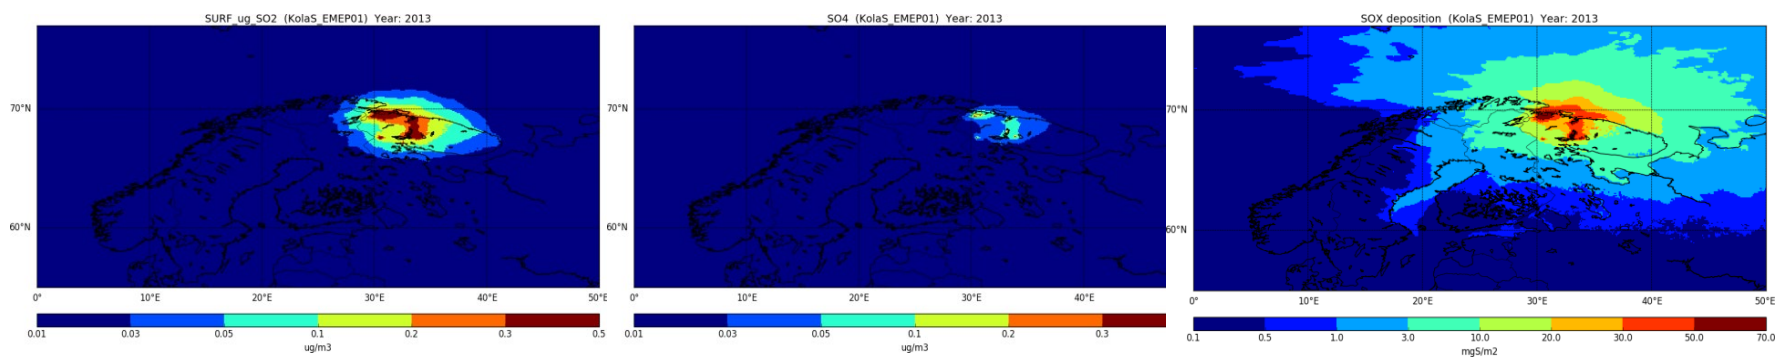 SURF_ug_SO2 (KolaS_EMEP01) Year: 2013
70°N
60°N
0° 10°E 20°E 30°E 40°E 50°E
0.01 0.03 0.05 0.1 0.2 0.3 0.5
ug/m3
SO4 (KolaS_EMEP01) Year: 2013
70°N
60°N
0° 10°E 20°E 30°E 40°E
0.01 0.03 0.05 0.1 0.2 0.3
ug/m3
SOX deposition (KolaS_EMEP01) Year: 2013
70°N
60°N
0° 10°E 20°E 30°E 40°E 50°E
0.1 0.5 1.0 3.0 10.0 20.0 30.0 50.0 70.0
mgS/m2